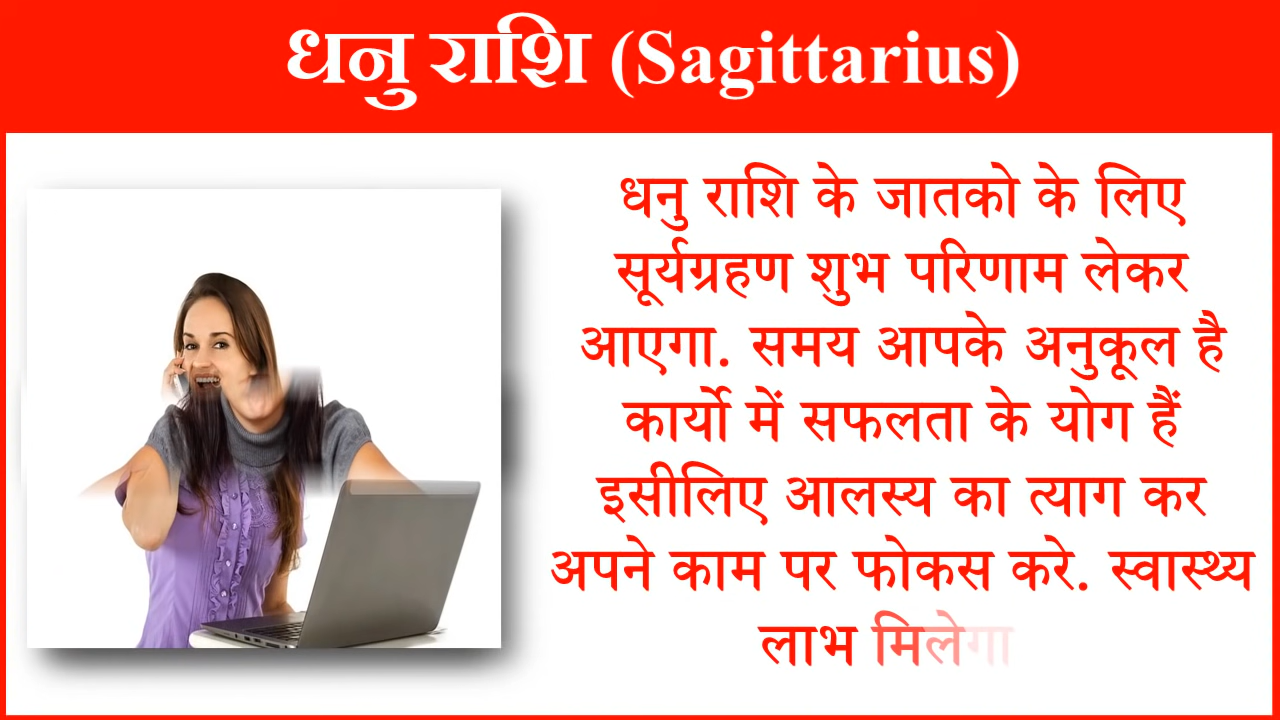 धनु राशि (Sagittarius)
धनु राशि के जातको के लिए
सूर्यग्रहण शुभ परिणाम लेकर
आएगा. समय आपके अनुकूल है
कार्यो में सफलता के योग हैं
इसीलिए आलस्य का त्याग कर
अपने काम पर फोकस करे. स्वास्थ्य
लाभ मिलेगा